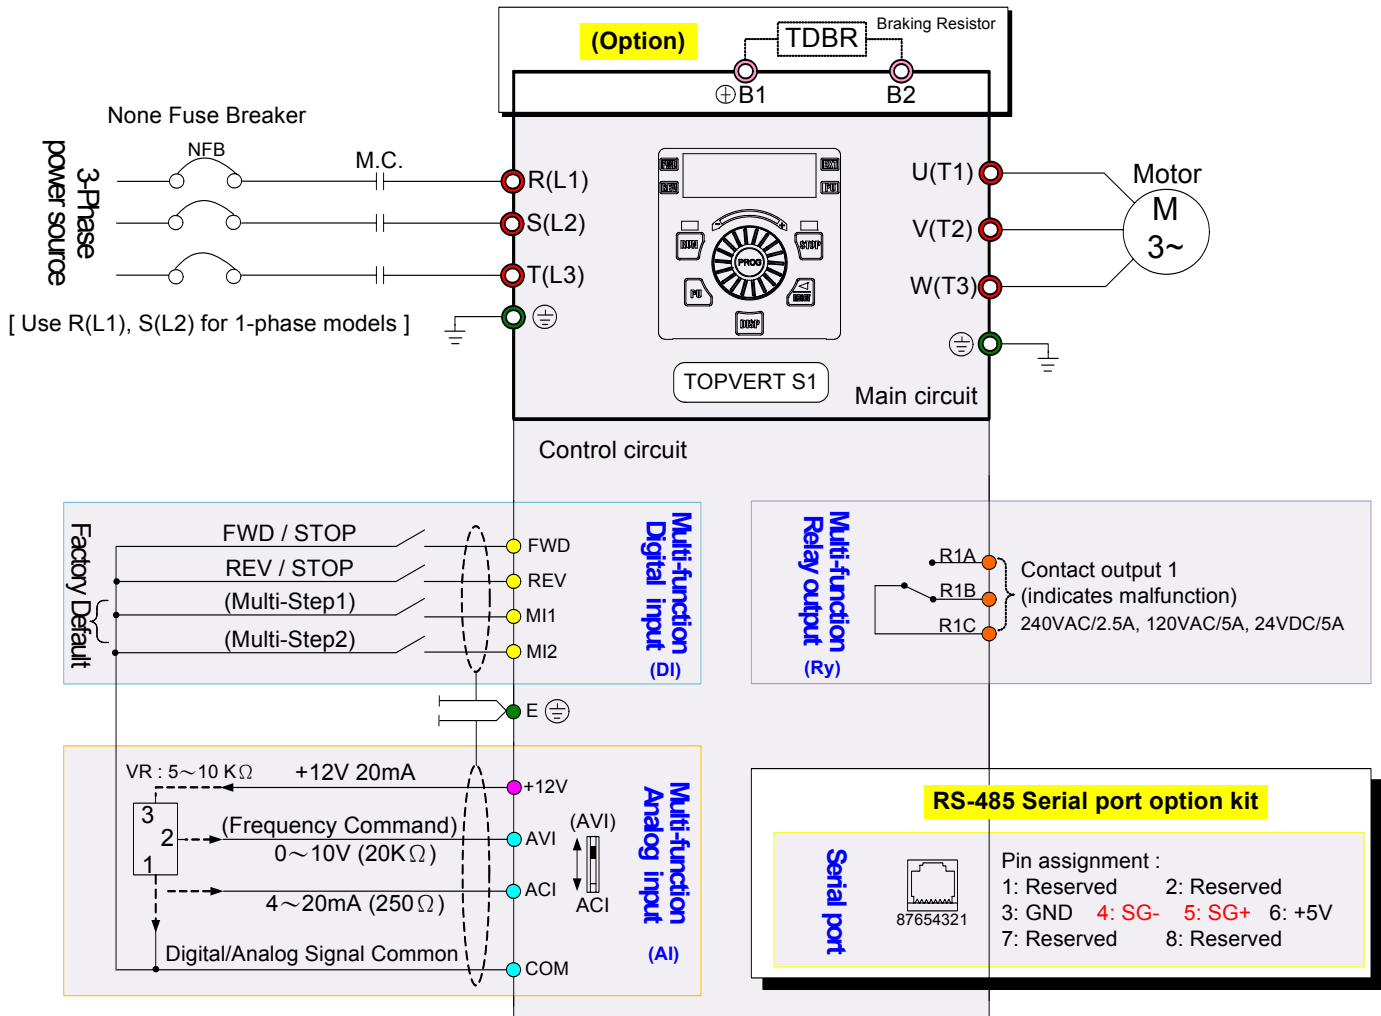 (Option)
TDBR
Braking Resistor
⊕B1
B2
None Fuse Breaker
NFB
M.C.
3-Phase
power source
R(L1)
S(L2)
T(L3)
[ Use R(L1), S(L2) for 1-phase models ]
FWD
REV
EXT
PU
- +
RUN
STOP
PROG
PU
RESET
DISP
TOPVERT S1
U(T1)
V(T2)
W(T3)
Motor
M
3~
Main circuit
Control circuit
Factory Default
FWD / STOP
REV / STOP
(Multi-Step1)
(Multi-Step2)
FWD
REV
MI1
MI2
Multi-function
Digital input
(DI)
E
Multi-function
Relay output
(Ry)
R1A
R1B
R1C
Contact output 1
(indicates malfunction)
240VAC/2.5A, 120VAC/5A, 24VDC/5A
VR : 5~10 KΩ
+12V 20mA
3
2
1
(Frequency Command)
0~10V (20KΩ)
4~20mA (250Ω)
Digital/Analog Signal Common
+12V
AVI
ACI
COM
(AVI)
ACI
Multi-function
Analog input
(AI)
RS-485 Serial port option kit
Serial port
87654321
Pin assignment :
1: Reserved 2: Reserved
3: GND 4: SG- 5: SG+ 6: +5V
7: Reserved 8: Reserved